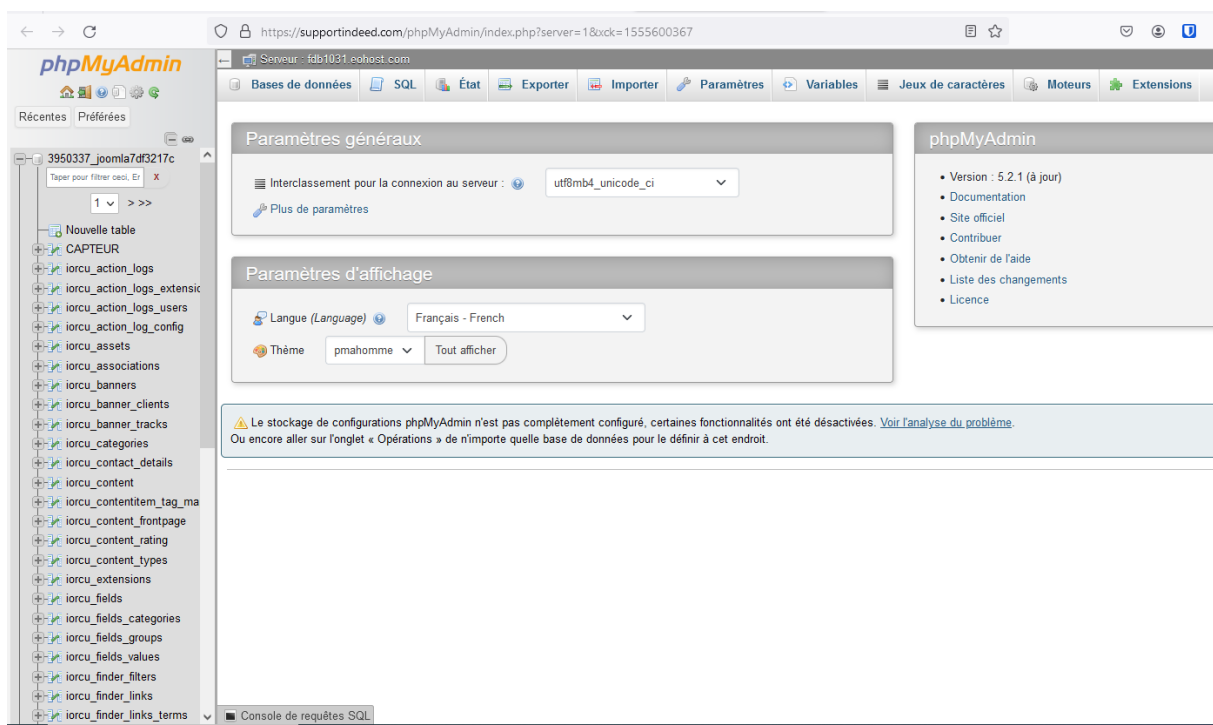 https://supportindeed.com/phpMyAdmin/index.php?server=1&xck=1555600367
phpMyAdmin
Récentes Préférées
3950337_joomla7df3217c
Taper pour filtrer ceci, Er X
1 > >>
Nouvelle table
CAPTEUR
iorcu_action_logs
iorcu_action_logs_extensic
iorcu_action_logs_users
iorcu_action_log_config
iorcu_assets
iorcu_associations
iorcu_banners
iorcu_banner_clients
iorcu_banner_tracks
iorcu_categories
iorcu_contact_details
iorcu_content
iorcu_contentitem_tag_ma
iorcu_content_frontpage
iorcu_content_rating
iorcu_content_types
iorcu_extensions
iorcu_fields
iorcu_fields_categories
iorcu_fields_groups
iorcu_fields_values
iorcu_finder_filters
iorcu_finder_links
iorcu_finder_links_terms
Serveur : fdb1031.eohost.com
Bases de données SQL État Exporter Importer Paramètres Variables Jeux de caractères Moteurs Extensions
Paramètres généraux
Interclassement pour la connexion au serveur : utf8mb4_unicode_ci
Plus de paramètres
Paramètres d'affichage
Langue (Language) Français - French
Thème pmahomme Tout afficher
phpMyAdmin
• Version : 5.2.1 (à jour)
• Documentation
• Site officiel
• Contribuer
• Obtenir de l'aide
• Liste des changements
• Licence
Le stockage de configurations phpMyAdmin n'est pas complètement configuré, certaines fonctionnalités ont été désactivées. Voir l'analyse du problème.
Ou encore aller sur l'onglet « Opérations » de n'importe quelle base de données pour le définir à cet endroit.
Console de requêtes SQL